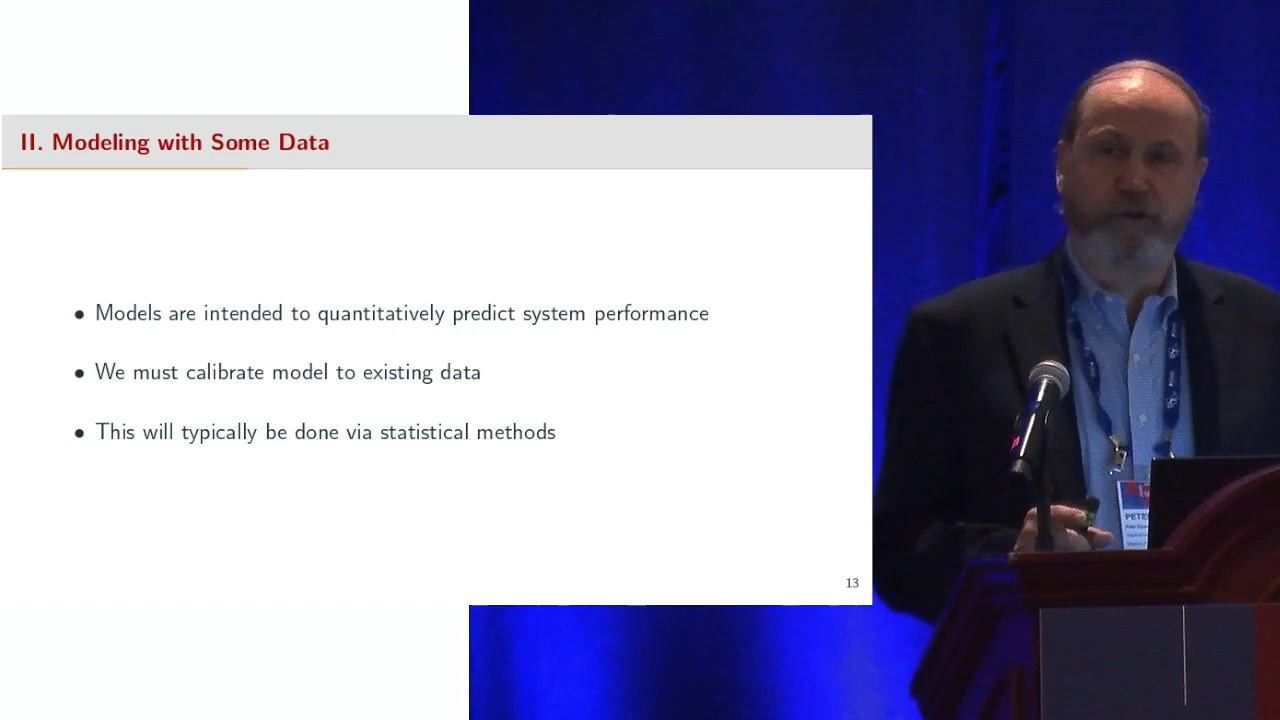 II. Modeling with Some Data
• Models are intended to quantitatively predict system performance
• We must calibrate model to existing data
• This will typically be done via statistical methods
13
PETE